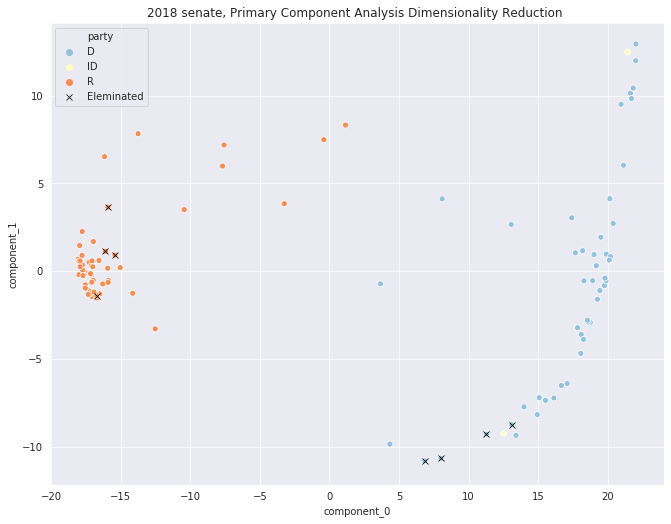 2018 senate, Primary Component Analysis Dimensionality Reduction
party
D
ID
R
Eleminated
10
5
0
−5
−10
component_1
−20 −15 −10 −5 0 5 10 15 20
component_0